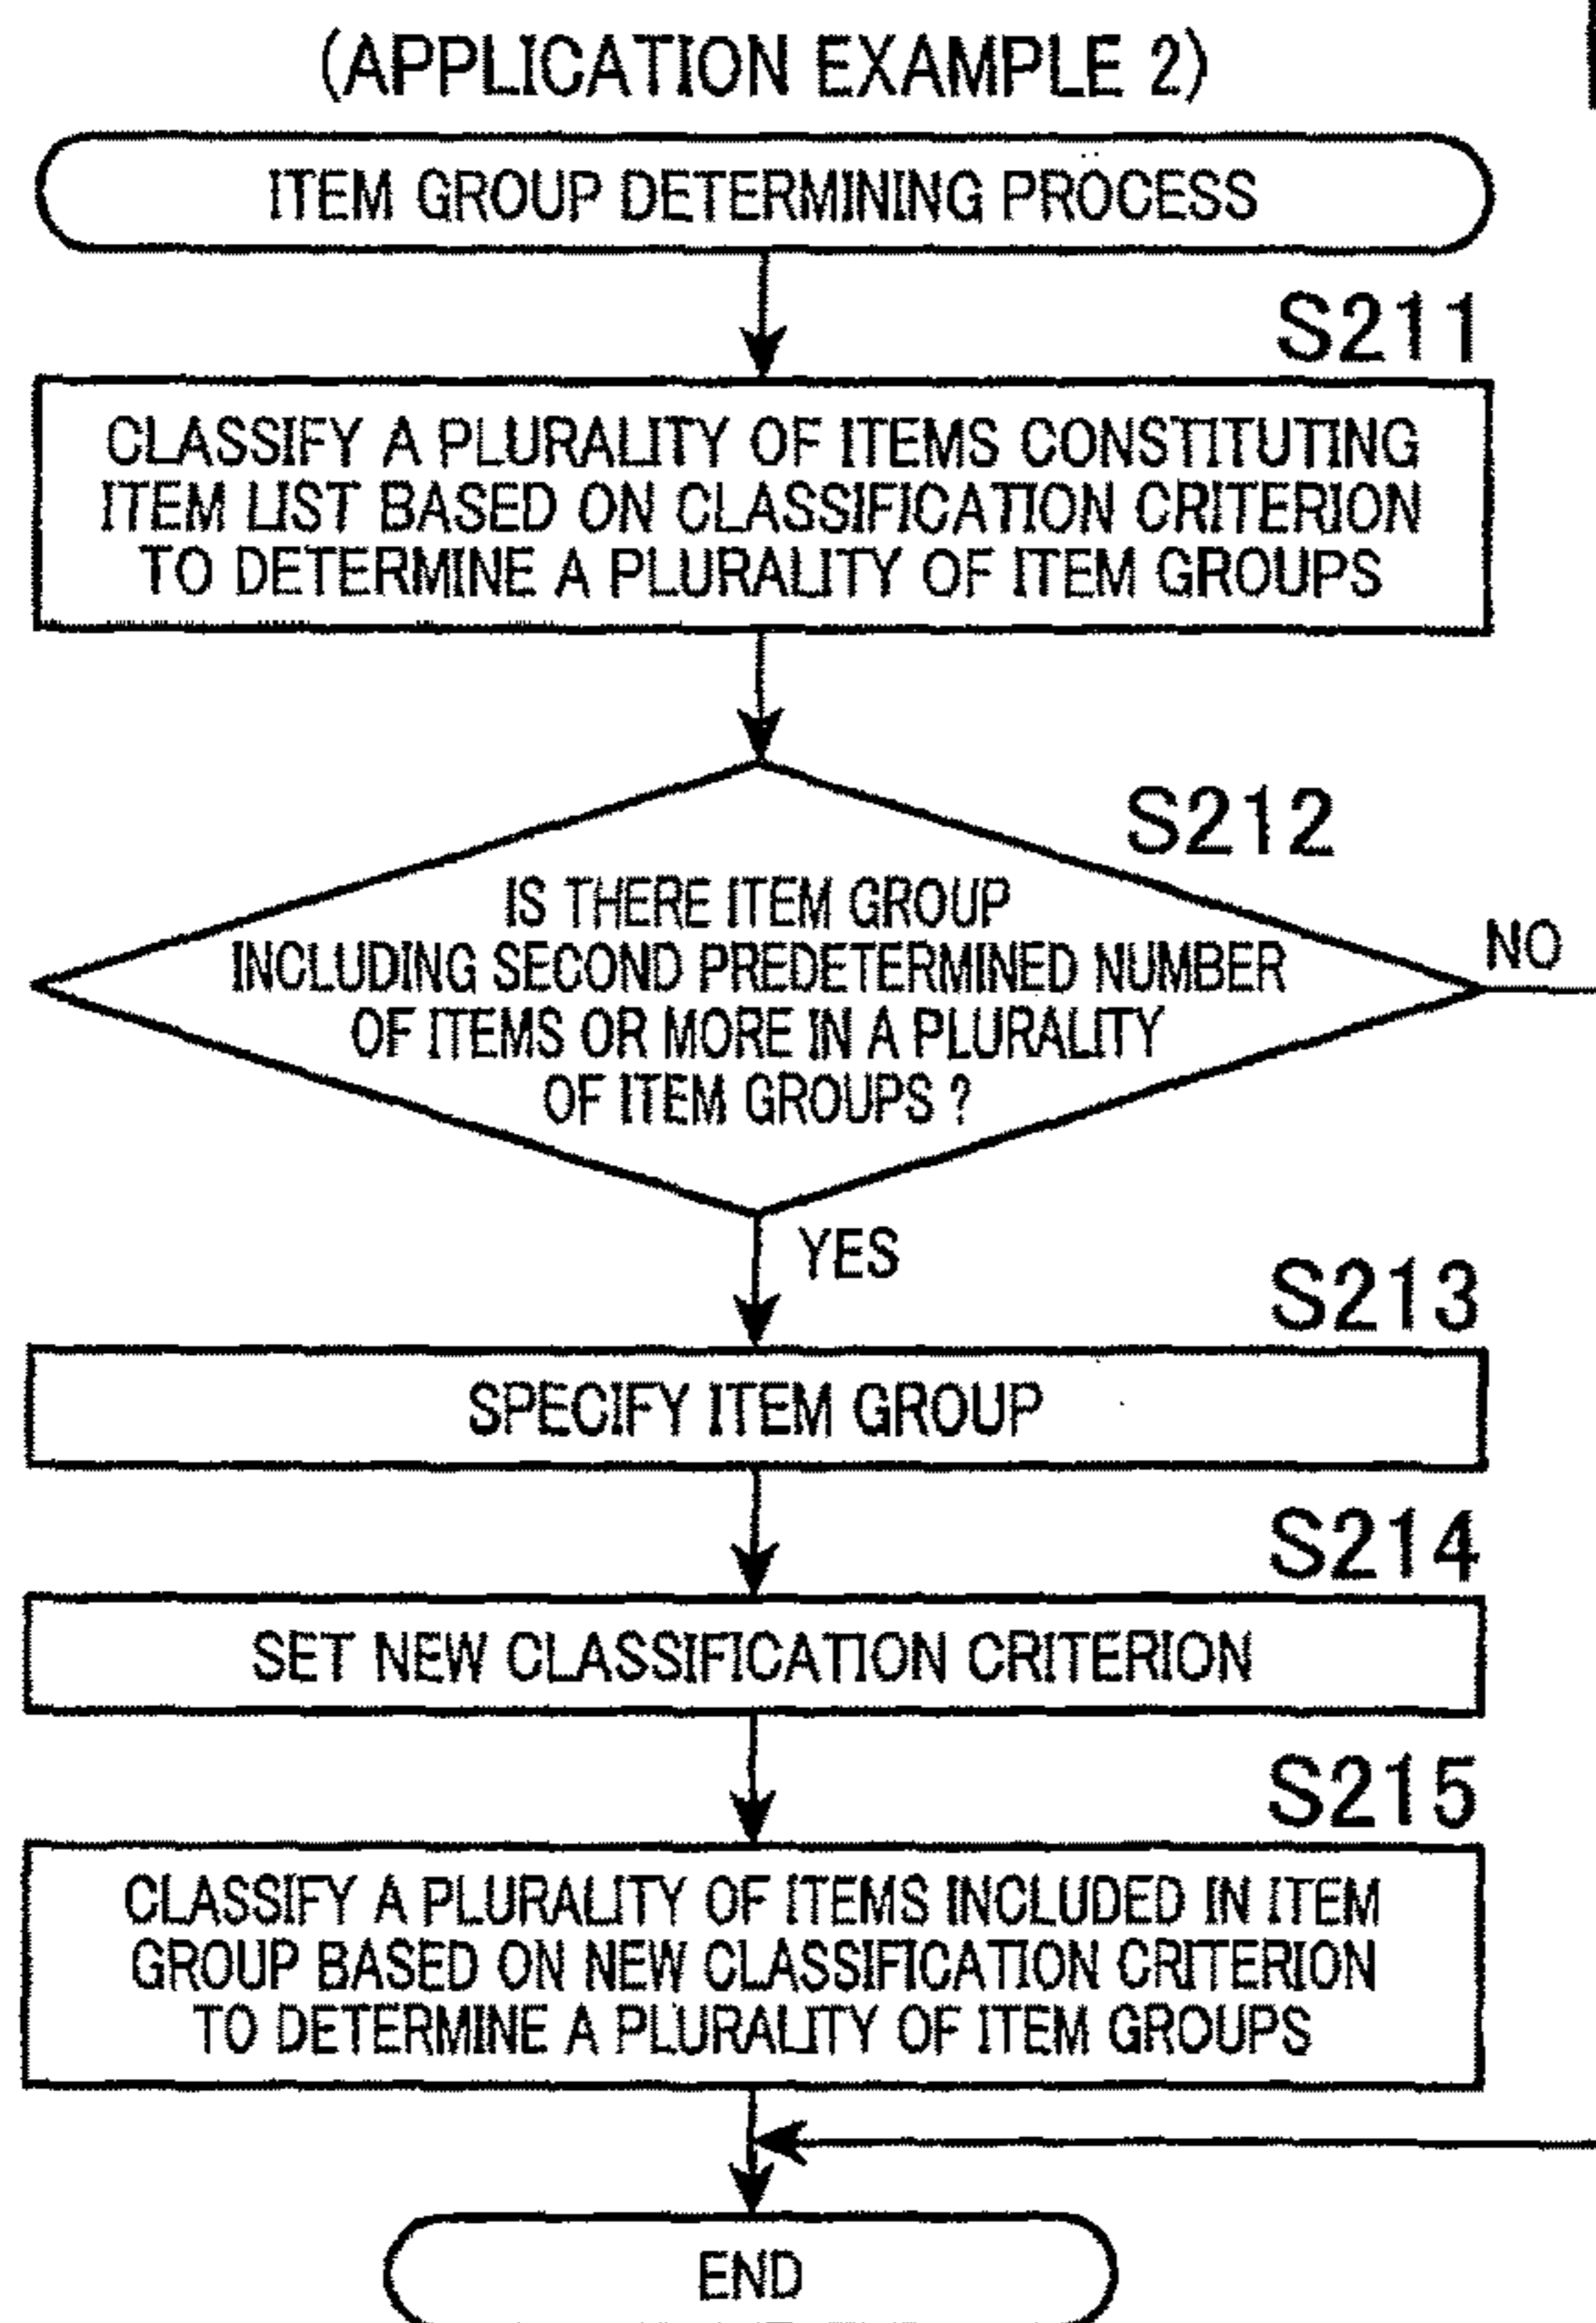 (APPLICATION EXAMPLE 2)
ITEM GROUP DETERMINING PROCESS
S211
CLASSIFY A PLURALITY OF ITEMS CONSTITUTING
ITEM LIST BASED ON CLASSIFICATION CRITERION
TO DETERMINE A PLURALITY OF ITEM GROUPS
S212
IS THERE ITEM GROUP
INCLUDING SECOND PREDETERMINED NUMBER
OF ITEMS OR MORE IN A PLURALITY
OF ITEM GROUPS ?
NO
YES
S213
SPECIFY ITEM GROUP
S214
SET NEW CLASSIFICATION CRITERION
S215
CLASSIFY A PLURALITY OF ITEMS INCLUDED IN ITEM
GROUP BASED ON NEW CLASSIFICATION CRITERION
TO DETERMINE A PLURALITY OF ITEM GROUPS
END